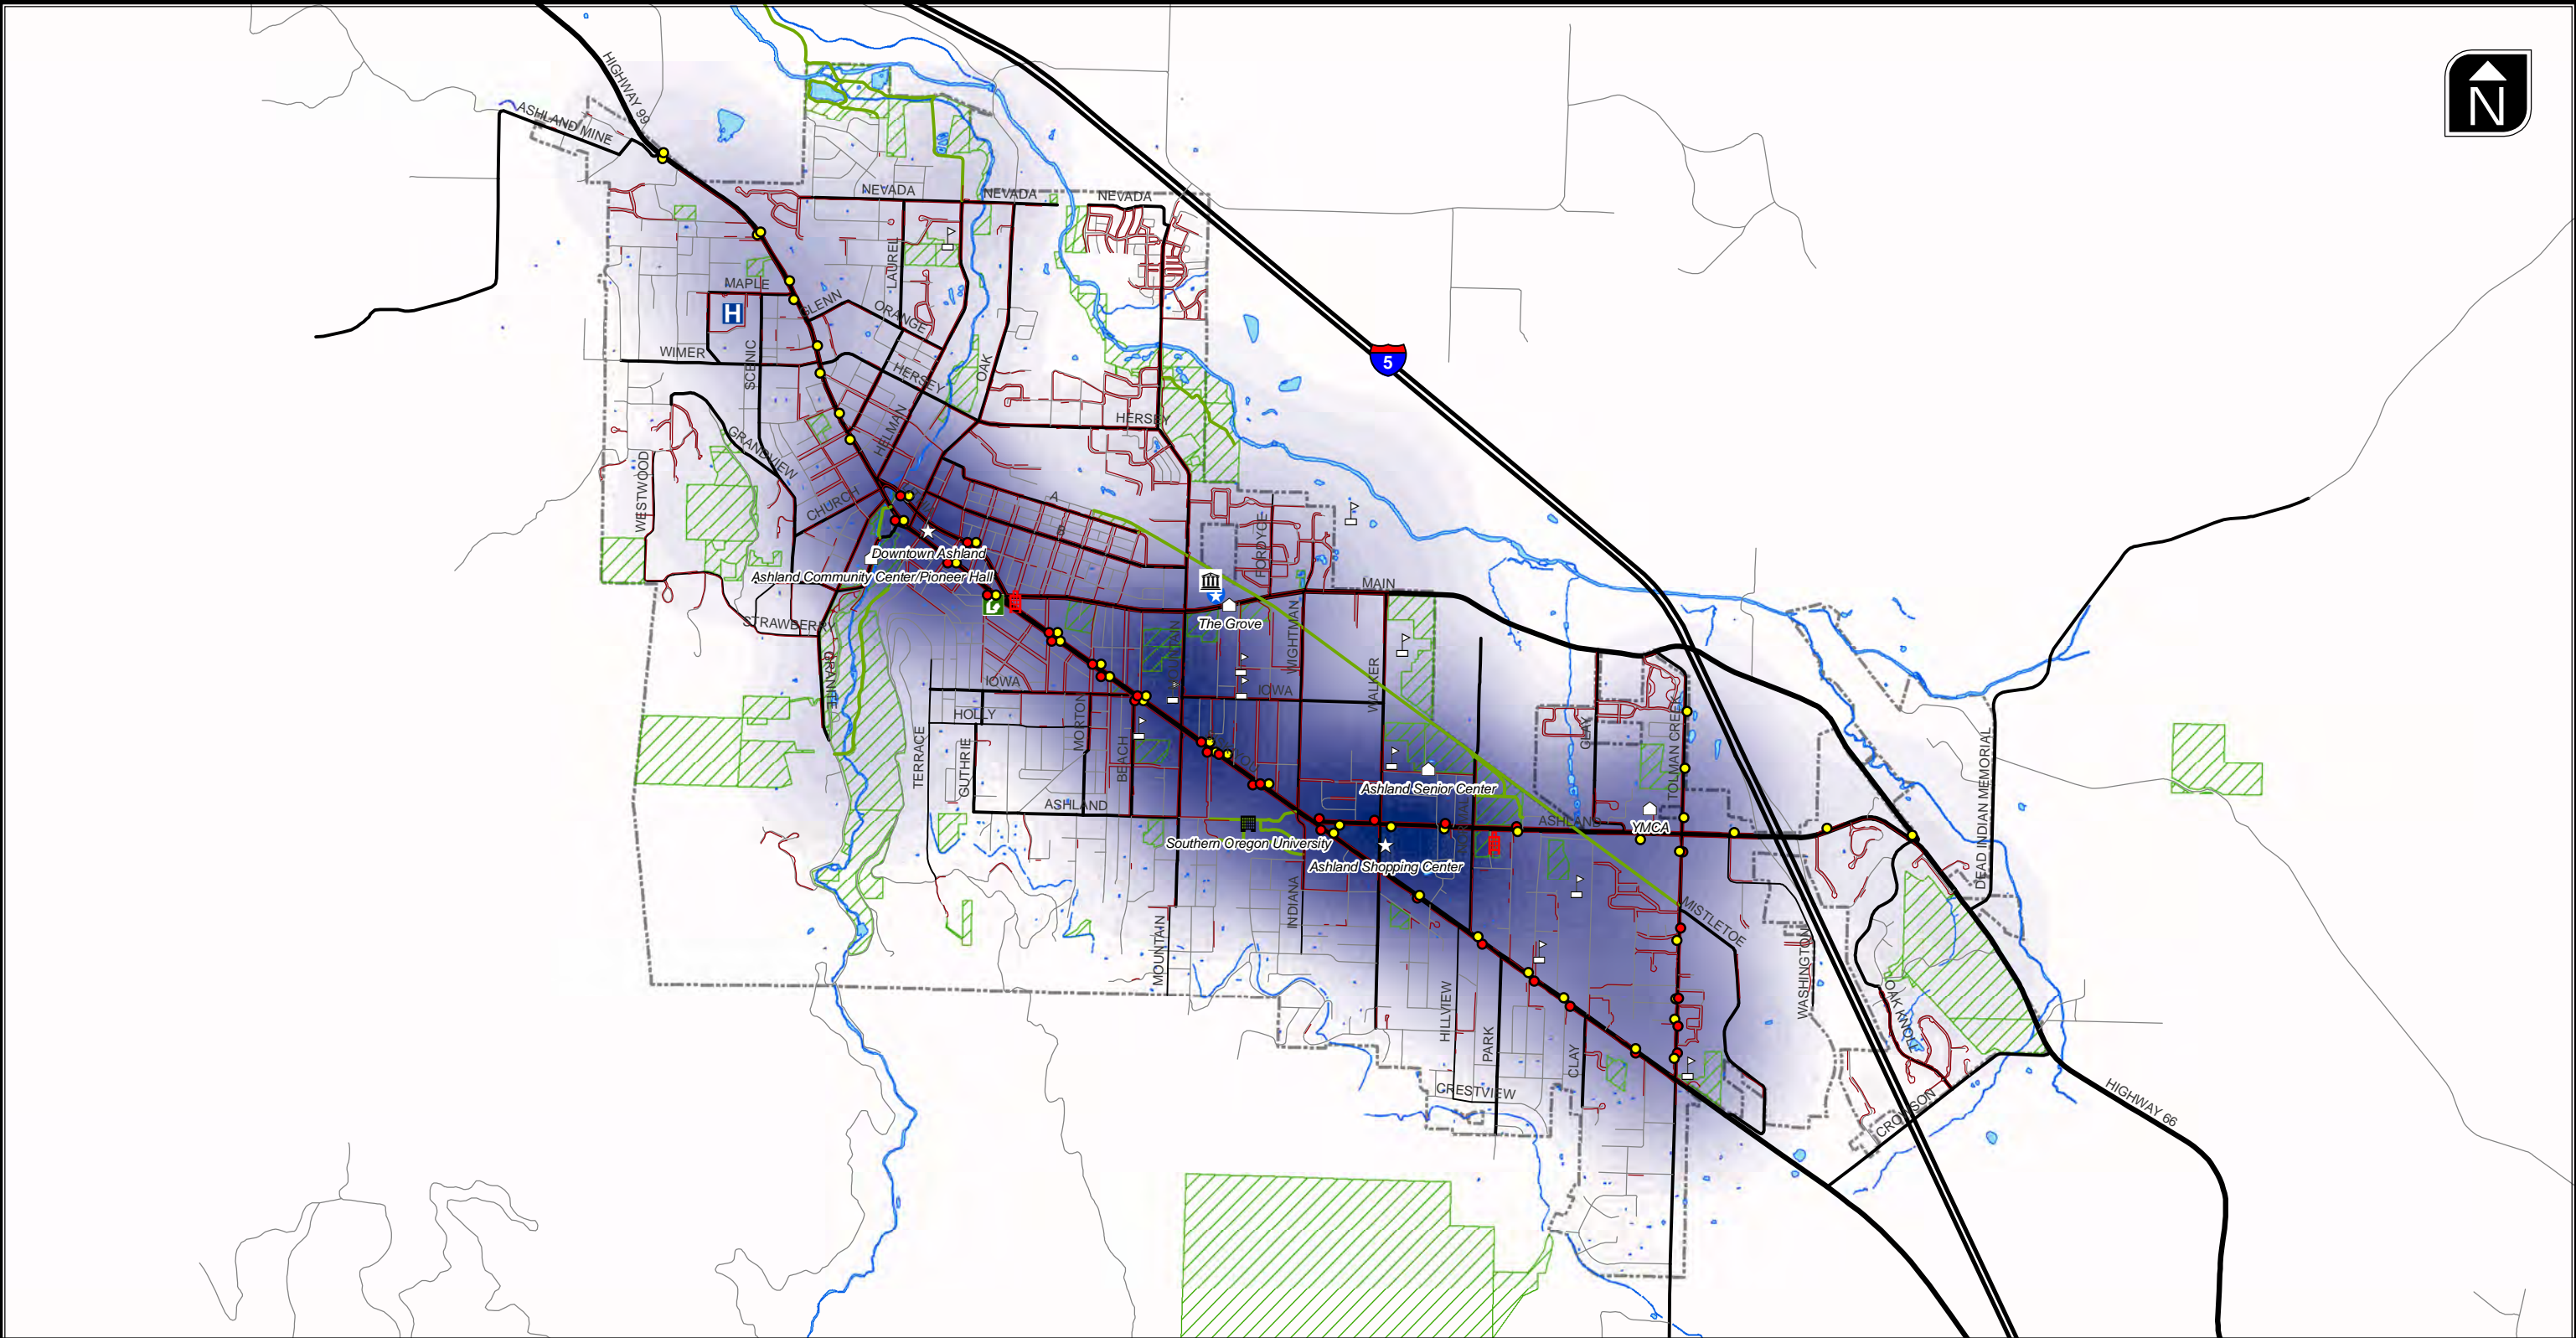 HIGHWAY 99
ASHLAND MINE
N
NEVADA
NEVADA
NEVADA
LAUREL
MAPLE
H
GLENN
ORANGE
WIMER
SCENIC
HERSEY
OAK
5
HELMAN
HERSEY
GRANDVIEW
WESTWOOD
CHURCH
A
B
FORDYCE
Downtown Ashland
Ashland Community Center/Pioneer Hall
MAIN
STRAWBERRY
The Grove
GRANITE
WIGHTMAN
WALKER
IOWA
IOWA
HOLLY
MORTON
TERRACE
GUTHRIE
BEACH
CLAY
TOLMAN CREEK
DEAD INDIAN MEMORIAL
ASHLAND
Ashland Senior Center
ASHLAND
YMCA
Southern Oregon University
Ashland Shopping Center
INDIANA
MOUNTAIN
MISTLETOE
WASHINGTON
OAK KNOLL
HILLVIEW
PARK
CLAY
CRESTVIEW
CROWSON
HIGHWAY 66